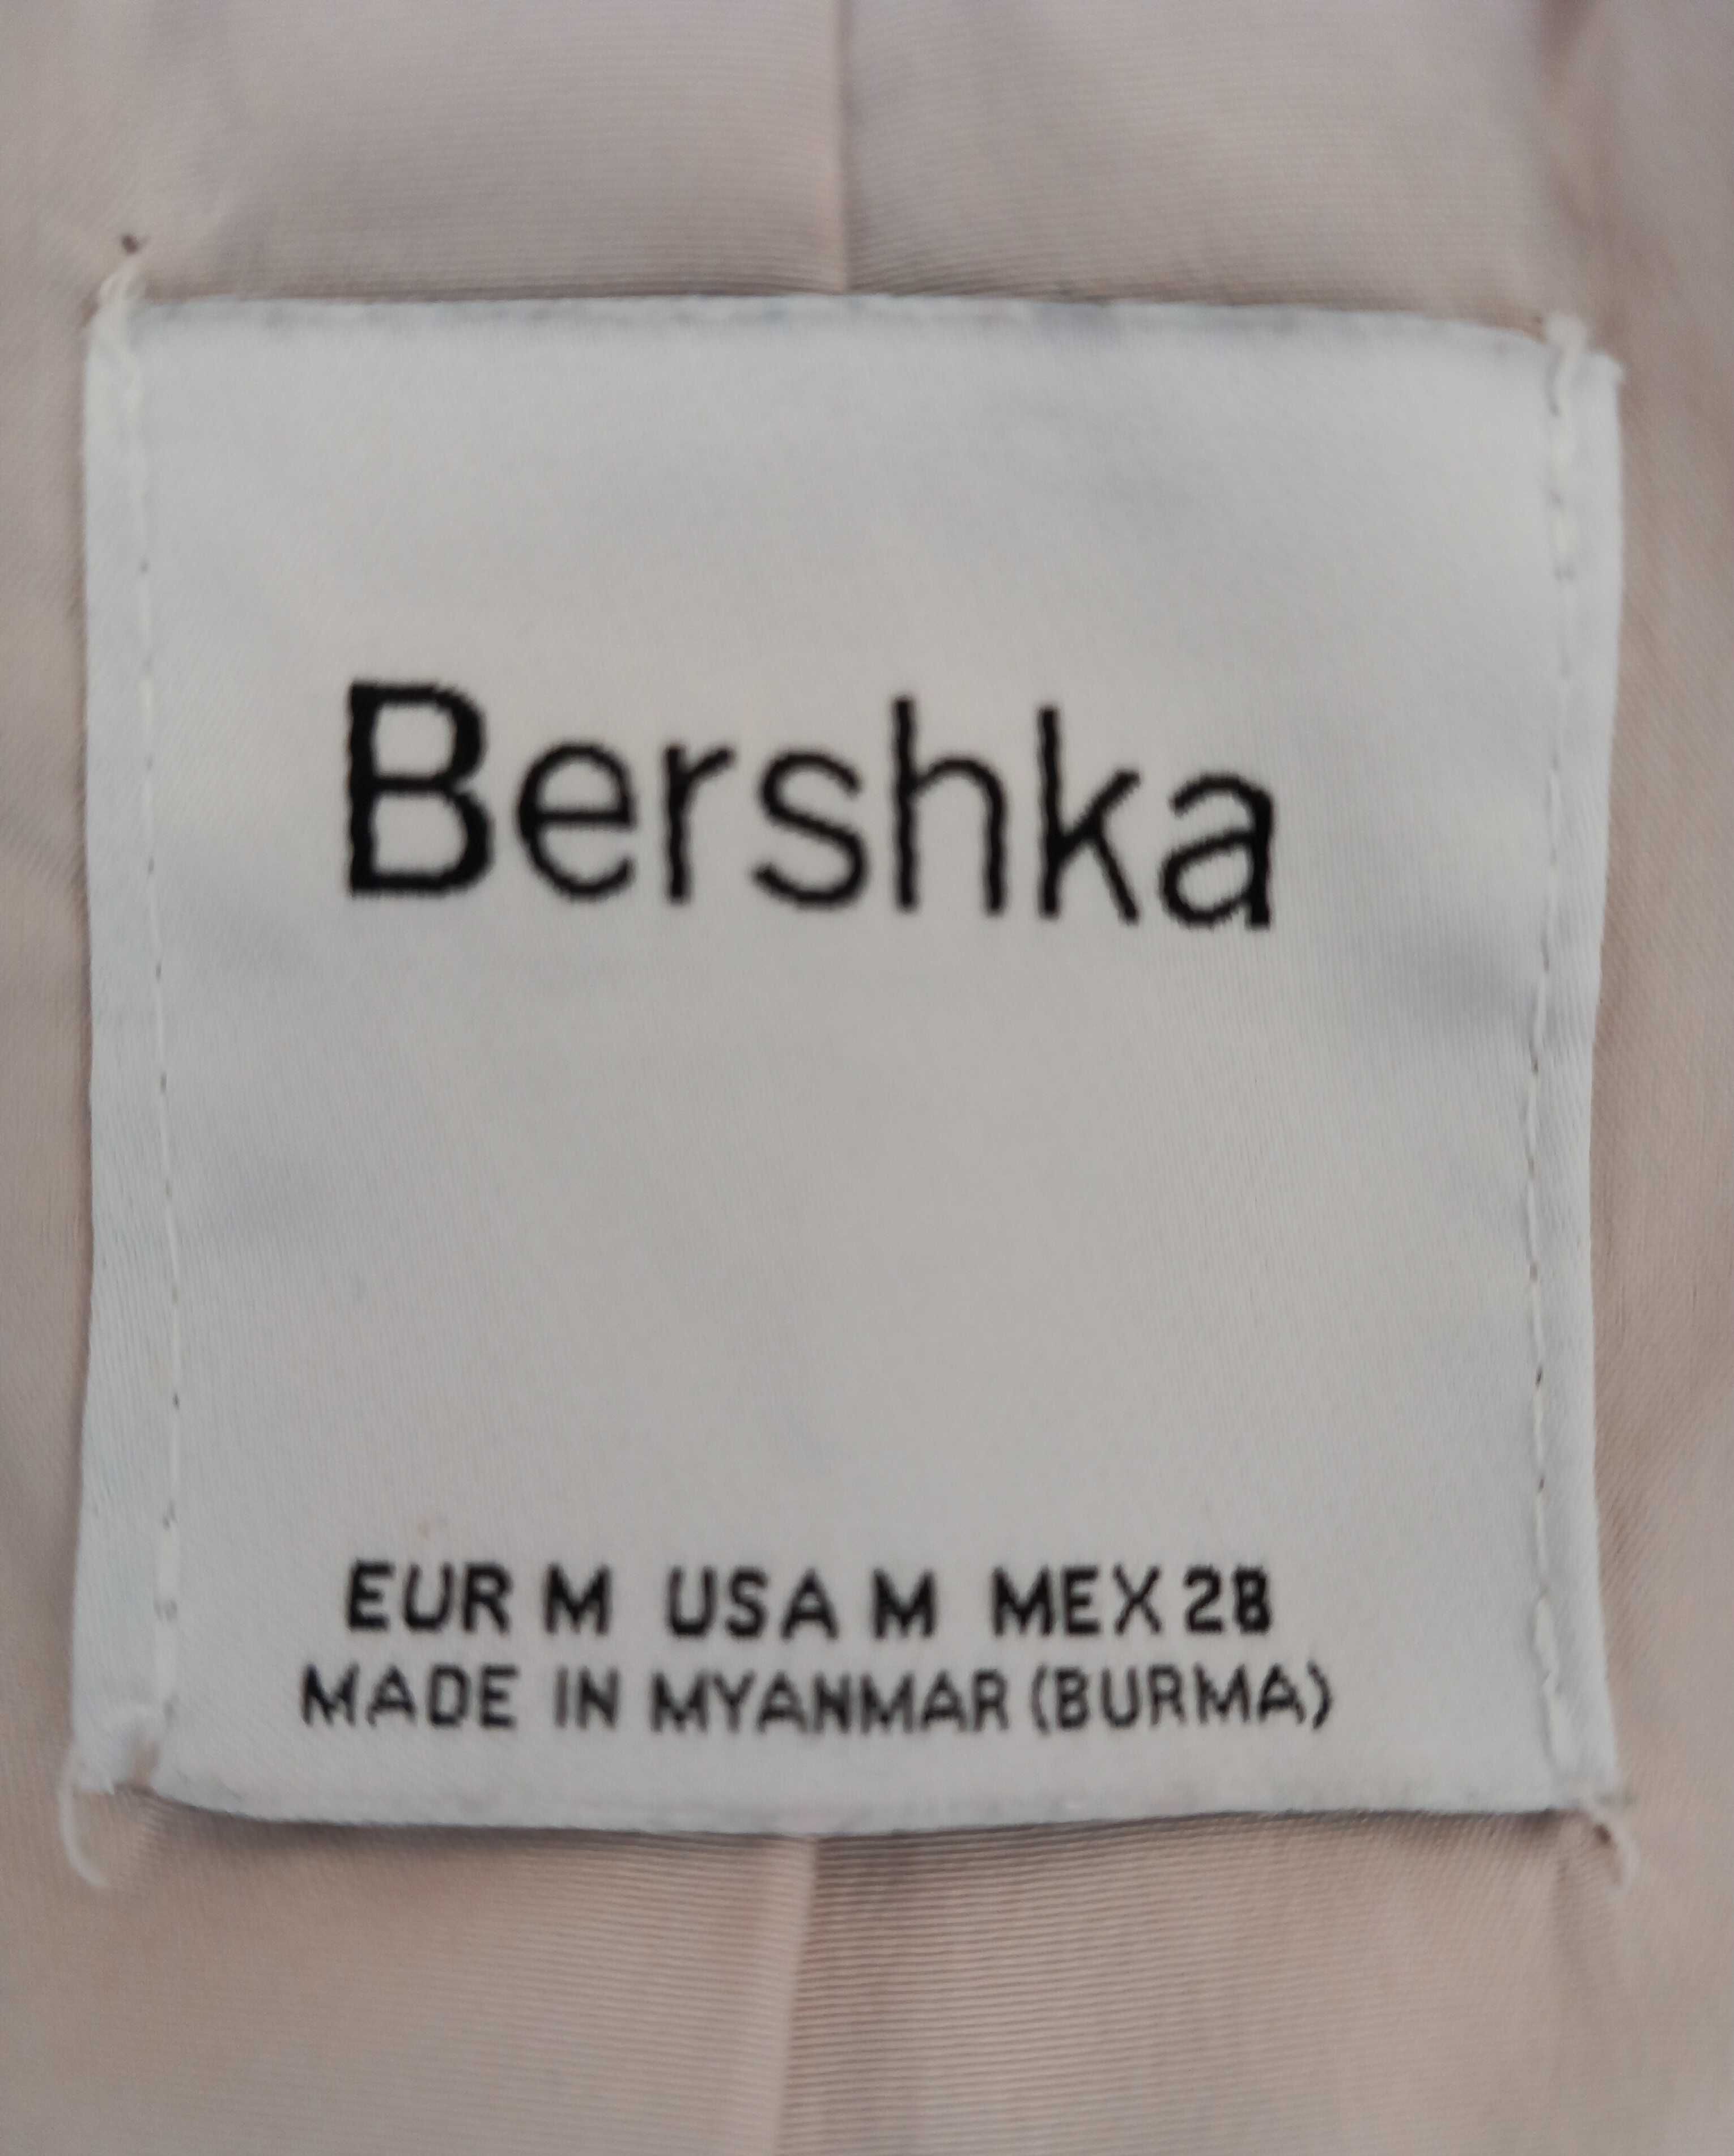 Bershka
EUR M USA M MEX 28
MADE IN MYANMAR (BURMA)